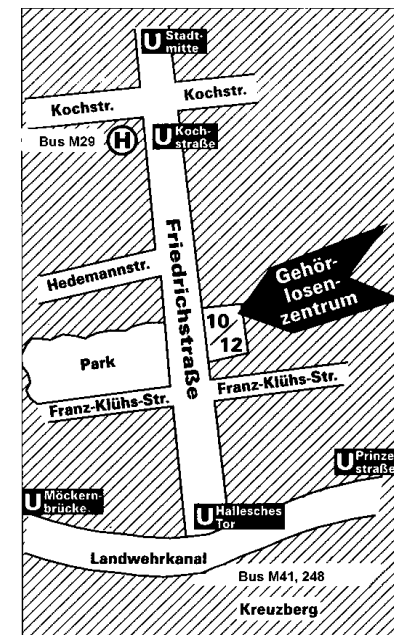 U Stadt-
mitte
Kochstr. Kochstr.
Bus M29 H U Koch-
straße
Friedrichstraße
Hedemannstr.
Gehör-
losen-
zentrum
10
12
Park
Franz-Klühs-Str. Franz-Klühs-Str.
U Prinze
straße
U Möckern-
brücke.
U Hallesches
Tor
Landwehrkanal
Bus M41, 248
Kreuzberg